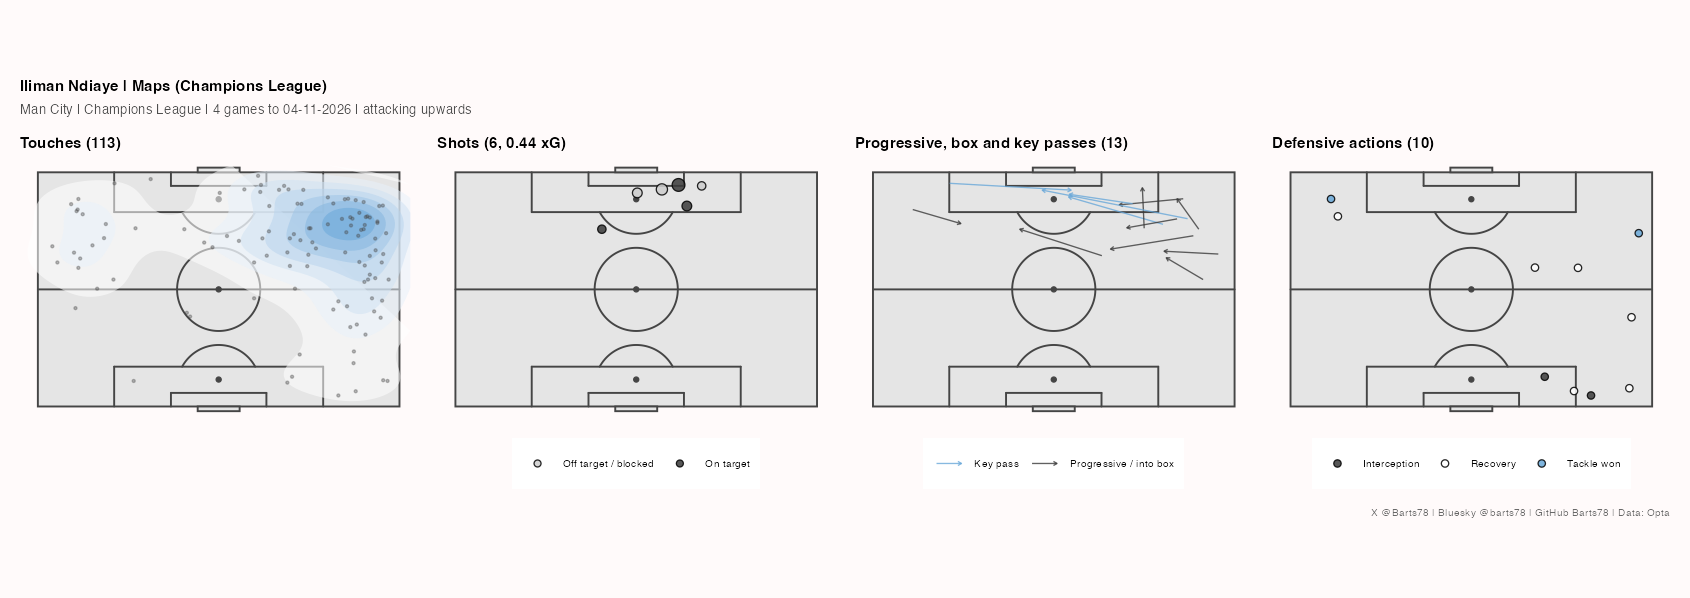 Iliman Ndiaye | Maps (Champions League)
Man City | Champions League | 4 games to 04-11-2026 | attacking upwards
Touches (113)
Shots (6, 0.44 xG)
Progressive, box and key passes (13)
Defensive actions (10)
Off target / blocked
On target
Key pass
Progressive / into box
Interception
Recovery
Tackle won
X @Barts78 | Bluesky @barts78 | GitHub Barts78 | Data: Opta